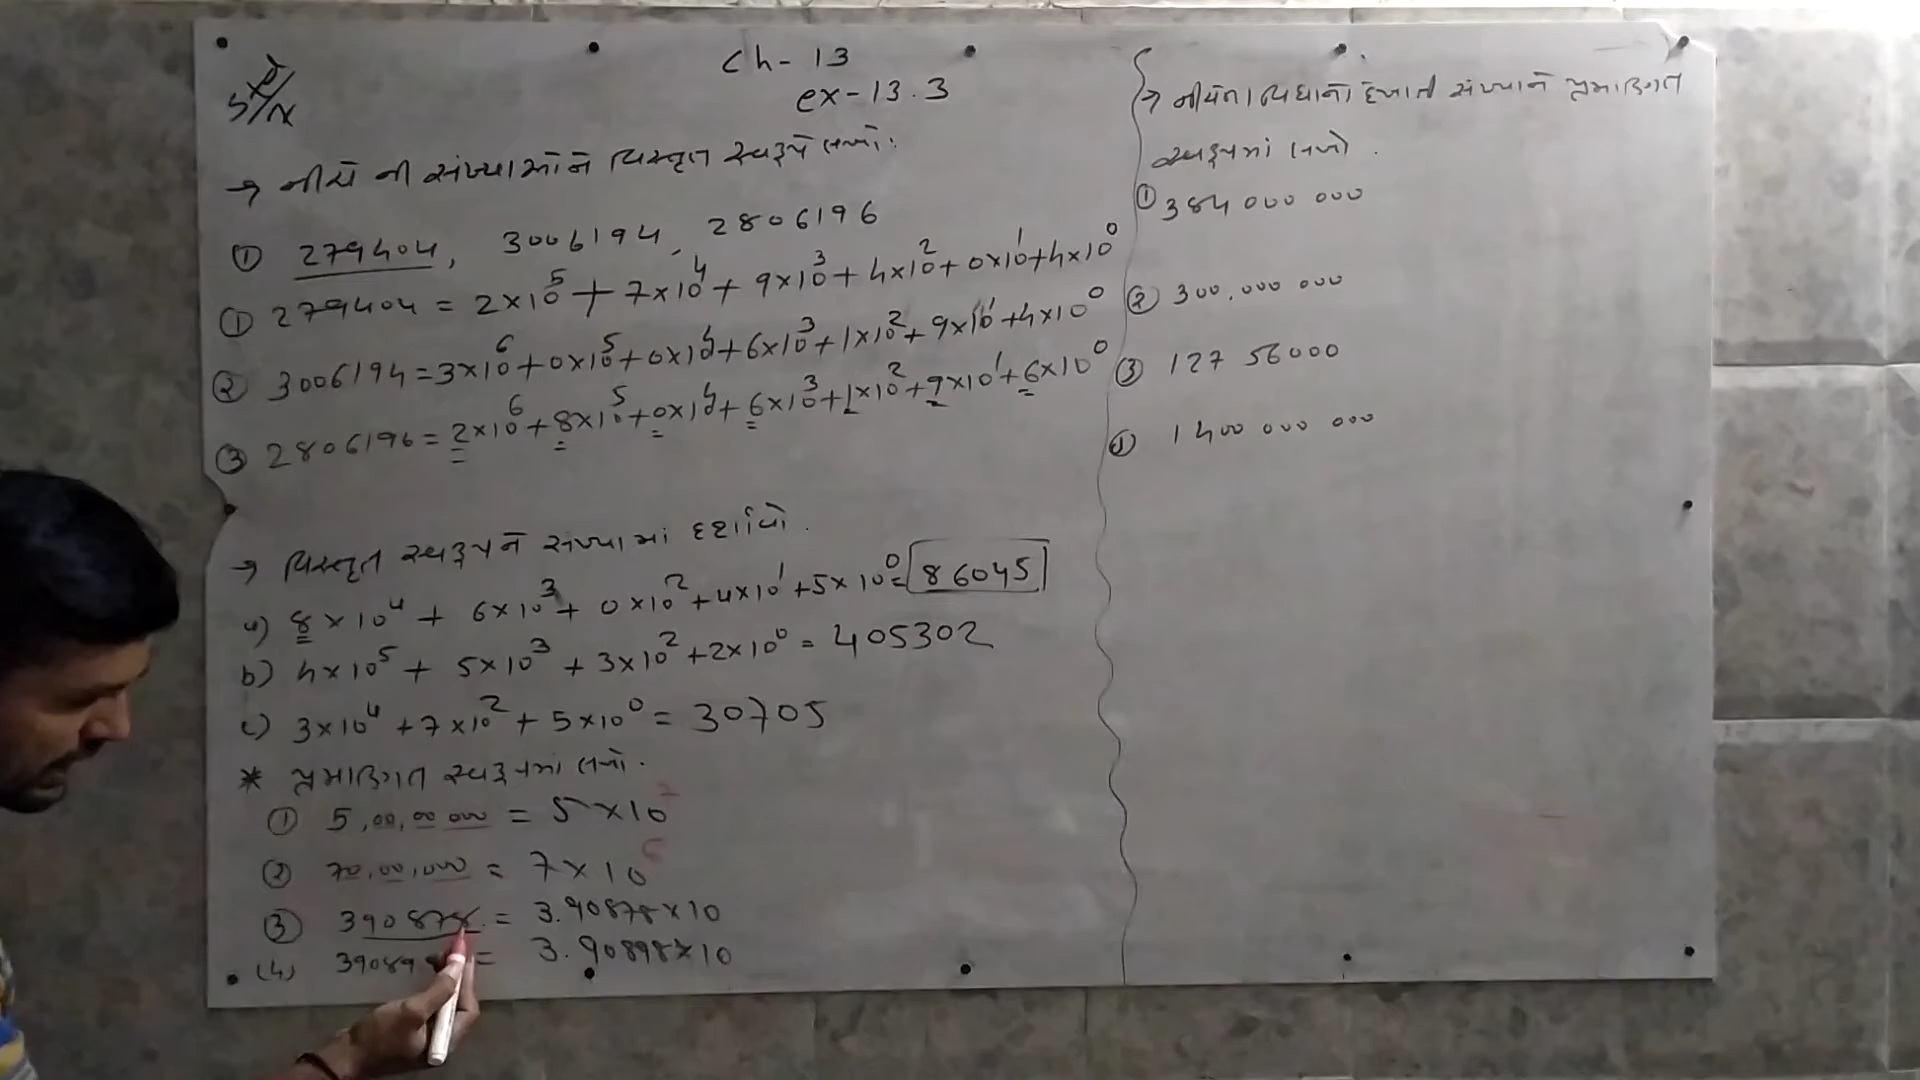 Ch - 13
ex - 13.3
→ નીચે ની સંખ્યાઓને વિસ્તૃત સ્વરૂપે લખો.
① 279404, 3006194, 2806196
① 279404 = 2×10⁵ + 7×10⁴ + 9×10³ + 4×10² + 0×10¹ + 4×10⁰
② 3006194 = 3×10⁶ + 0×10⁵ + 0×10⁴ + 6×10³ + 1×10² + 9×10¹ + 4×10⁰
③ 2806196 = 2×10⁶ + 8×10⁵ + 0×10⁴ + 6×10³ + 1×10² + 9×10¹ + 6×10⁰
→ વિસ્તૃત સ્વરૂપને સંખ્યામાં દર્શાવો.
a) 8×10⁴ + 6×10³ + 0×10² + 4×10¹ + 5×10⁰ = 86045
b) 4×10⁵ + 5×10³ + 3×10² + 2×10⁰ = 405302
c) 3×10⁴ + 7×10² + 5×10⁰ = 30705
* પ્રમાણિત સ્વરૂપમાં લખો.
① 5,00,00,000 = 5×10⁷
② 70,00,000 = 7×10
③ 390878 = 3.90878×10
(4) 3908 = 3.90898×10
→ નીચેના વિધાનો સંખ્યાને પ્રમાણિત
સ્વરૂપમાં લખો.
① 384 000 000
② 300,000 000
③ 127 56000
1400 000 000